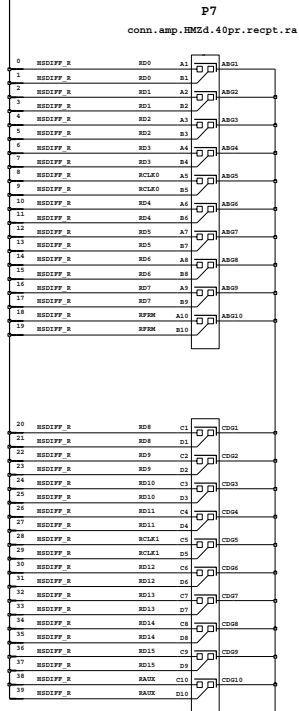 P7
conn.amp.HMZd.40pr.recpt.ra
0 HSDIFF_R RD0 A1 ABG1
1 HSDIFF_R RD0 B1
2 HSDIFF_R RD1 A2 ABG2
3 HSDIFF_R RD1 B2
4 HSDIFF_R RD2 A3 ABG3
5 HSDIFF_R RD2 B3
6 HSDIFF_R RD3 A4 ABG4
7 HSDIFF_R RD3 B4
8 HSDIFF_R RCLK0 A5 ABG5
9 HSDIFF_R RCLK0 B5
10 HSDIFF_R RD4 A6 ABG6
11 HSDIFF_R RD4 B6
12 HSDIFF_R RD5 A7 ABG7
13 HSDIFF_R RD5 B7
14 HSDIFF_R RD6 A8 ABG8
15 HSDIFF_R RD6 B8
16 HSDIFF_R RD7 A9 ABG9
17 HSDIFF_R RD7 B9
18 HSDIFF_R RFRM A10 ABG10
19 HSDIFF_R RFRM B10
20 HSDIFF_R RD8 C1 CDG1
21 HSDIFF_R RD8 D1
22 HSDIFF_R RD9 C2 CDG2
23 HSDIFF_R RD9 D2
24 HSDIFF_R RD10 C3 CDG3
25 HSDIFF_R RD10 D3
26 HSDIFF_R RD11 C4 CDG4
27 HSDIFF_R RD11 D4
28 HSDIFF_R RCLK1 C5 CDG5
29 HSDIFF_R RCLK1 D5
30 HSDIFF_R RD12 C6 CDG6
31 HSDIFF_R RD12 D6
32 HSDIFF_R RD13 C7 CDG7
33 HSDIFF_R RD13 D7
34 HSDIFF_R RD14 C8 CDG8
35 HSDIFF_R RD14 D8
36 HSDIFF_R RD15 C9 CDG9
37 HSDIFF_R RD15 D9
38 HSDIFF_R RAUX C10 CDG10
39 HSDIFF_R RAUX D10